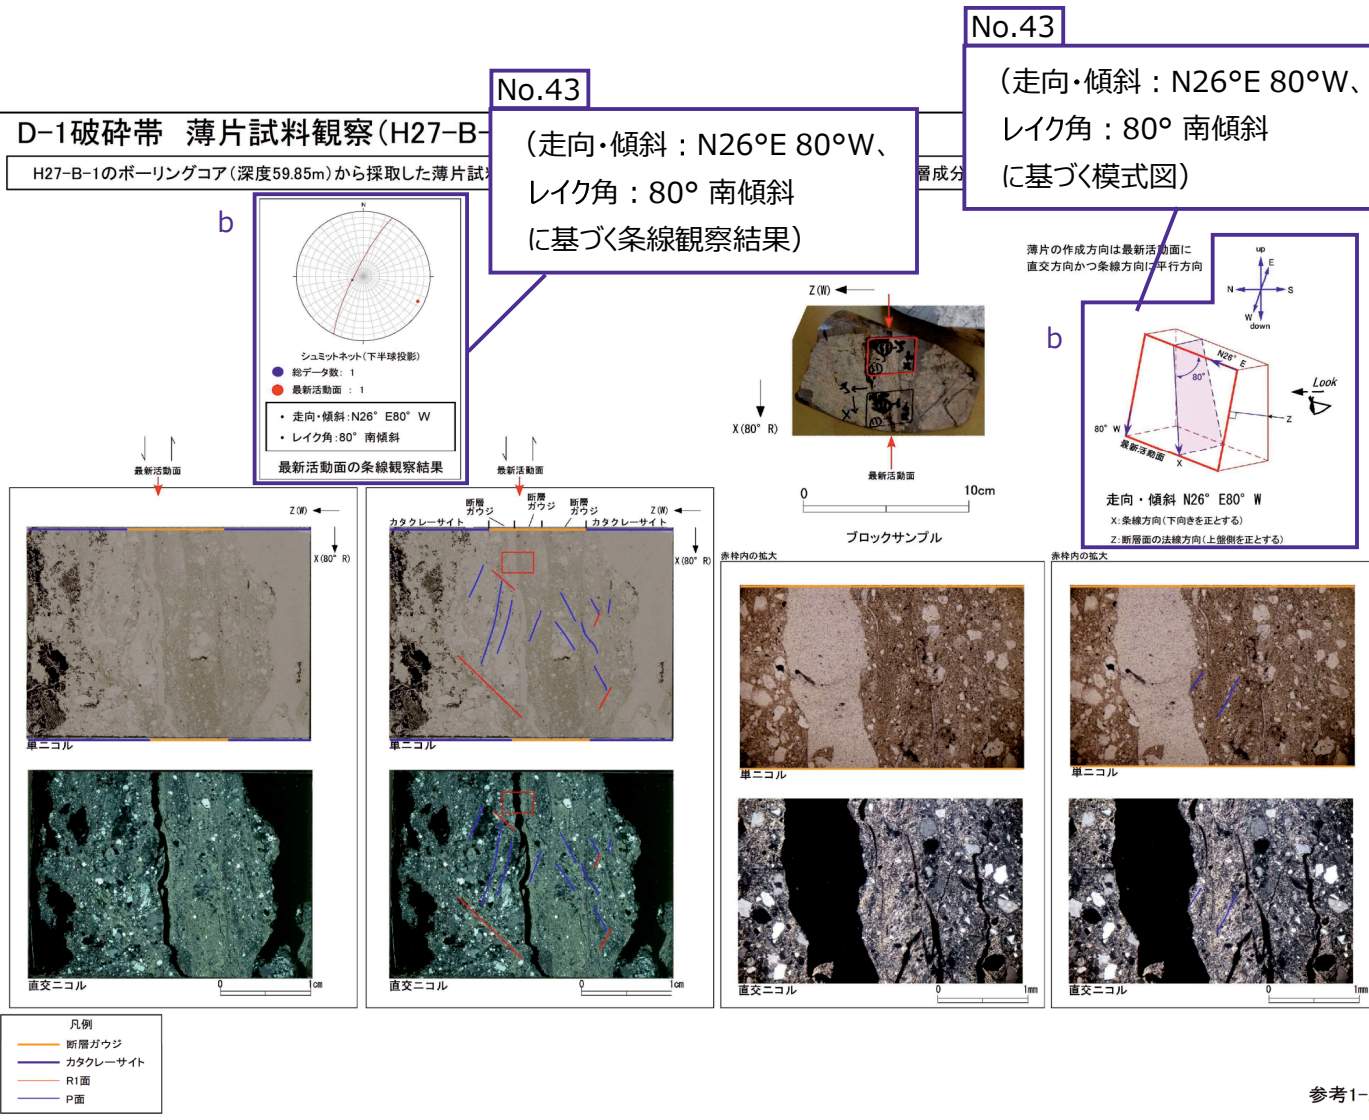 No.43
(走向・傾斜：N26°E 80°W、
レイク角：80° 南傾斜
に基づく模式図)
No.43
(走向・傾斜：N26°E 80°W、
レイク角：80° 南傾斜
に基づく条線観察結果)
D-1破砕帯 薄片試料観察(H27-B-
H27-B-1のボーリングコア(深度59.85m)から採取した薄片試
層成分
b
N
シュミットネット(下半球投影)
総データ数: 1
最新活動面 : 1
・ 走向・傾斜:N26° E80° W
・ レイク角:80° 南傾斜
最新活動面の条線観察結果
薄片の作成方向は最新活動面に
直交方向かつ条線方向に平行方向
b
up
E
N
S
W
down
N26° E
80°
Look
Z
80° W
最新活動面
X
走向・傾斜 N26° E80° W
X:条線方向(下向きを正とする)
Z:断層面の法線方向(上盤側を正とする)
Z(W)
X(80° R)
最新活動面
0 10cm
ブロックサンプル
最新活動面
Z(W)
X(80° R)
単ニコル
直交ニコル
0 1cm
最新活動面
カタクレーサイト
断層
ガウジ
断層
ガウジ
断層
ガウジ
カタクレーサイト
Z(W)
X(80° R)
単ニコル
直交ニコル
0 1cm
赤枠内の拡大
単ニコル
直交ニコル
0 1mm
赤枠内の拡大
単ニコル
直交ニコル
0 1mm
凡例
断層ガウジ
カタクレーサイト
R1面
P面
参考1-